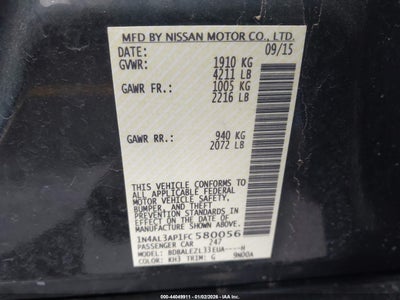 MFD BY NISSAN MOTOR CO., LTD.
DATE: 09/15
GVWR: 1910 KG
4211 LB
GAWR FR: 1005 KG
2216 LB
GAWR RR: 940 KG
2072 LB
THIS VEHICLE CONFORMS TO ALL
APPLICABLE FEDERAL
MOTOR VEHICLE SAFETY,
BUMPER, AND THEFT
PREVENTION STANDARDS IN
EFFECT ON THE DATE OF
MANUFACTURE SHOWN ABOVE.
1N4AL3AP1FC580056
PASSENGER CAR 247
MODEL: BDBALEZL33EUA----H
COLOR: KH3 TRIM: G 9N00A
© 000-44049911 - 01/02/2026 - IAA